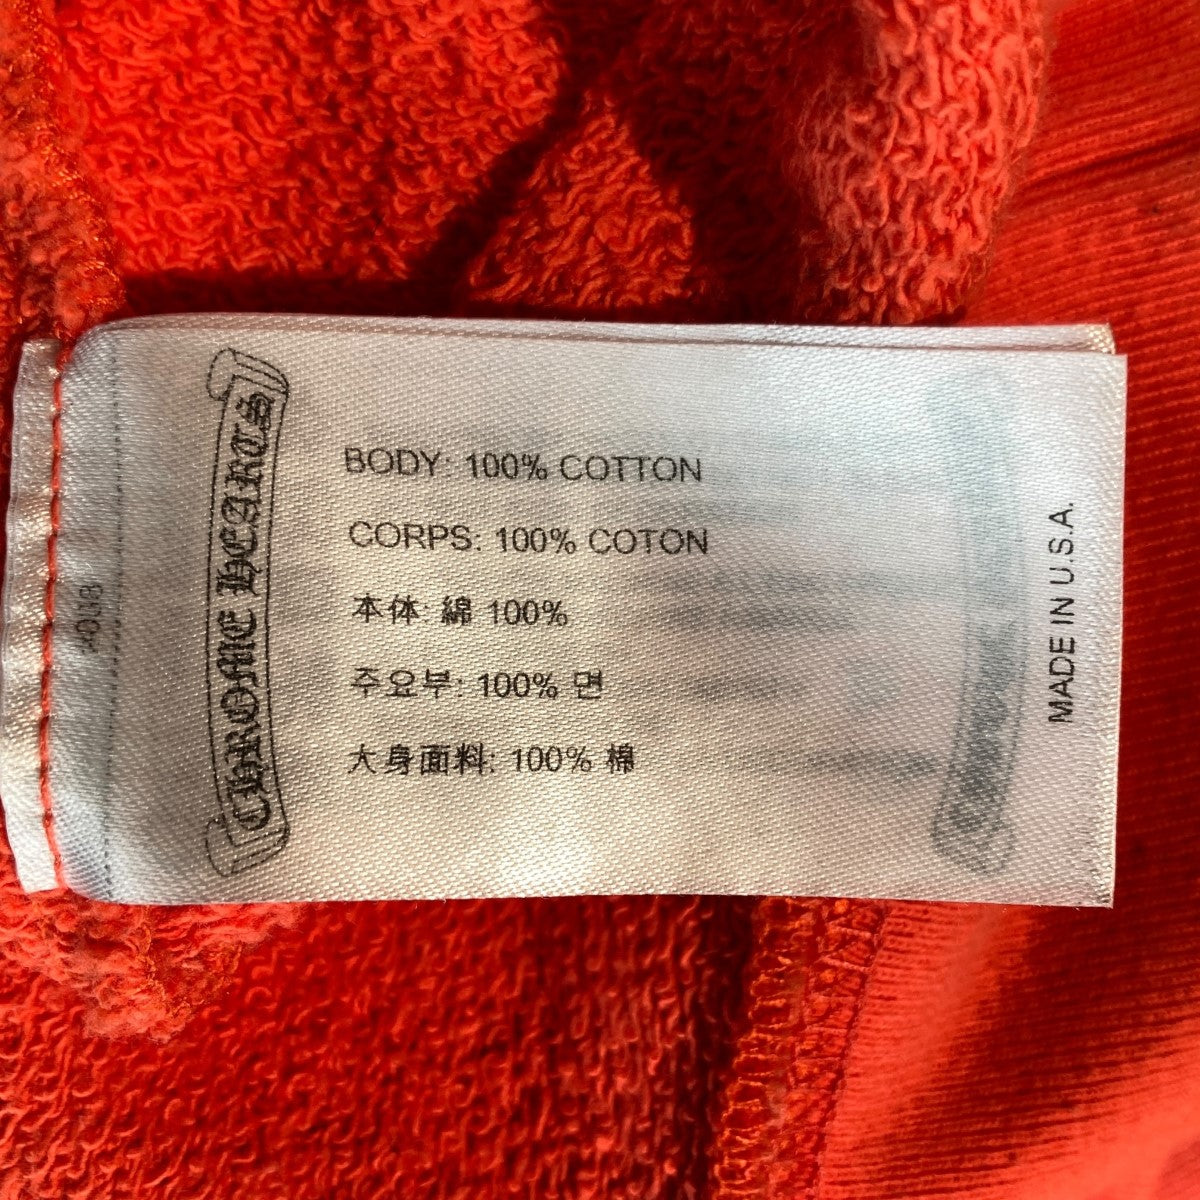 CHROME HEARTS
BODY: 100% COTTON
CORPS: 100% COTON
本体: 綿 100%
주요부: 100% 면
大身面料: 100% 棉
MADE IN U.S.A.